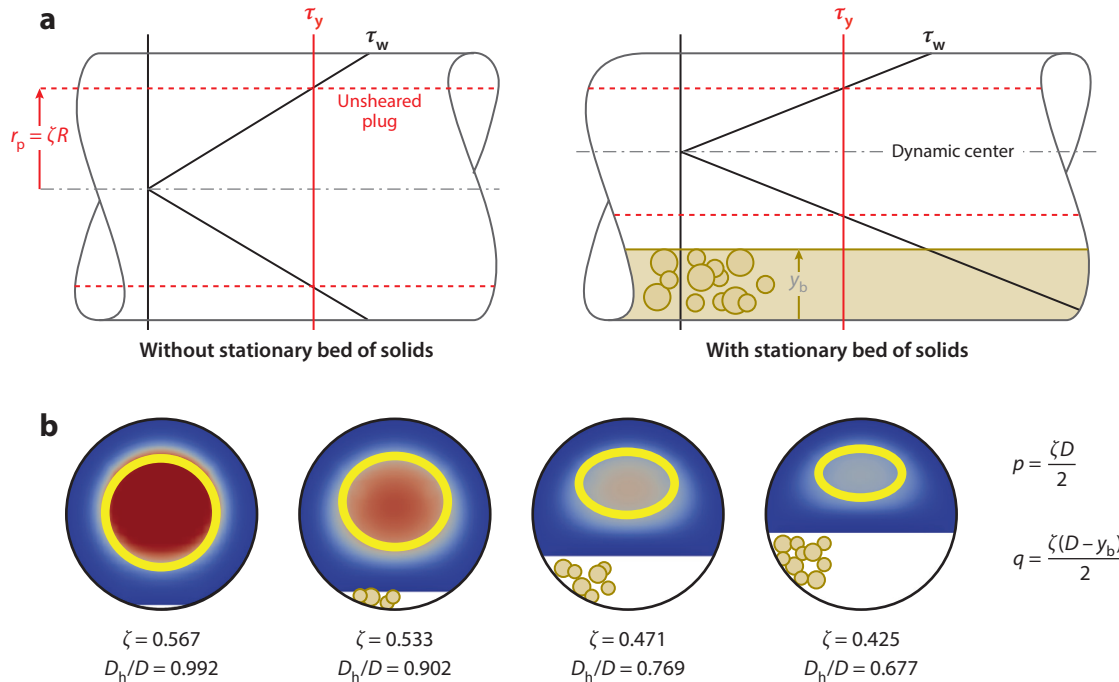 a
τy
τw
τy
τw
Unsheared
plug
rp = ζR
Dynamic center
yb
Without stationary bed of solids
With stationary bed of solids
b
p = ζD/2
q = ζ(D – yb)/2
ζ = 0.567
ζ = 0.533
ζ = 0.471
ζ = 0.425
Dh/D = 0.992
Dh/D = 0.902
Dh/D = 0.769
Dh/D = 0.677